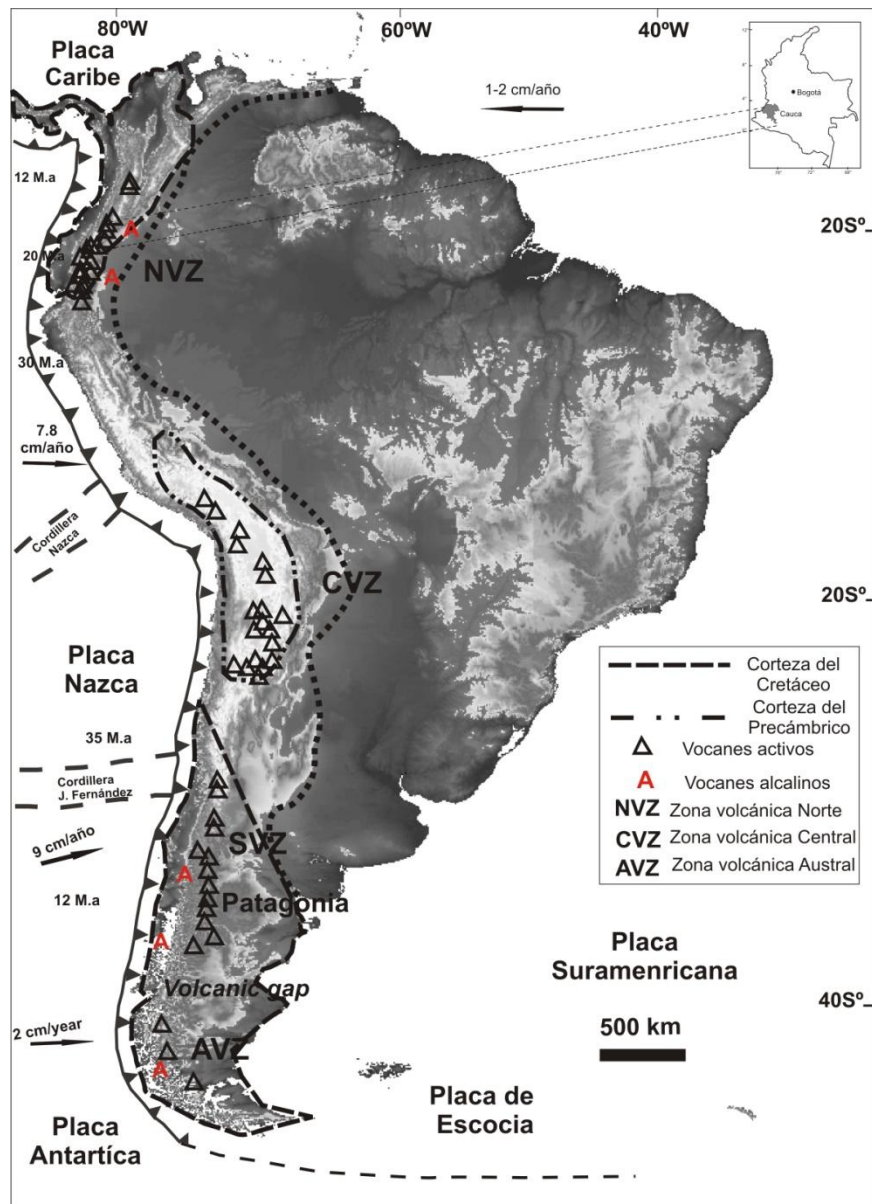 80ºW
60ºW
40ºW
Placa
Caribe
1-2 cm/año
Bogotá
Cauca
12 M.a
20Sº
20 M.a
A
A
NVZ
30 M.a
7.8
cm/año
Cordillera
Nazca
CVZ
20Sº
Placa
Nazca
Corteza del
Cretáceo
Corteza del
Precámbrico
Vocanes activos
A Vocanes alcalinos
NVZ Zona volcánica Norte
CVZ Zona volcánica Central
AVZ Zona volcánica Austral
35 M.a
Cordillera
J. Fernández
SVZ
9 cm/año
A
12 M.a
Patagonia
A
Placa
Suramenricana
Volcanic gap
40Sº
500 km
2 cm/year
AVZ
A
Placa de
Escocia
Placa
Antartíca